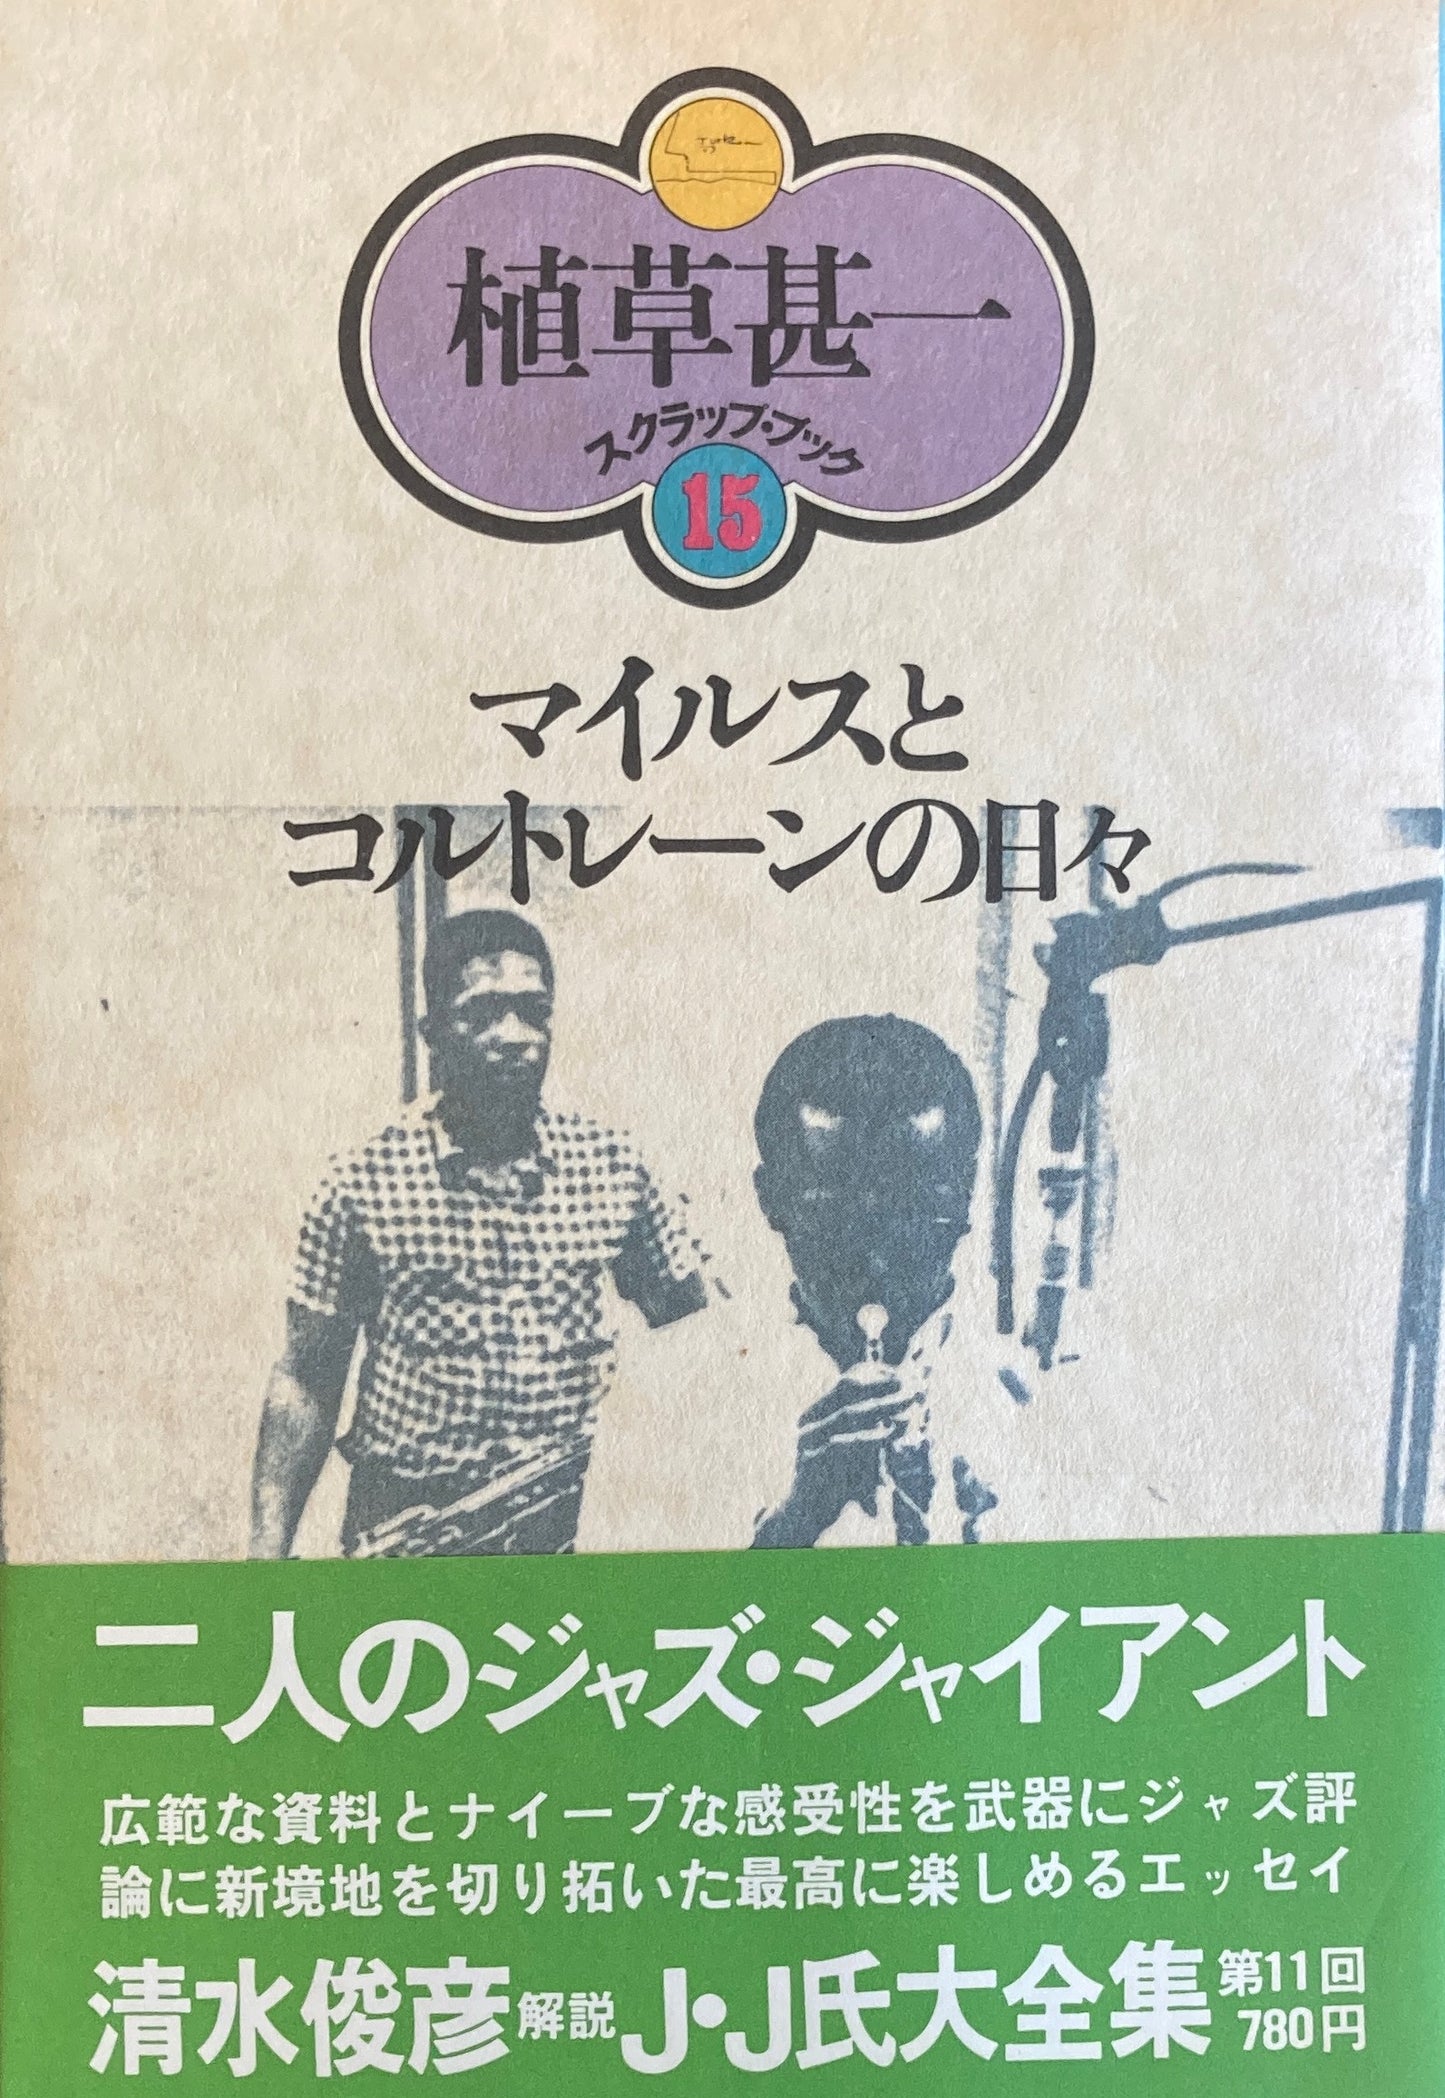 植草甚一
スクラップ・ブック
15
マイルスと
コルトレーンの日々
二人のジャズ・ジャイアント
広範な資料とナイーブな感受性を武器にジャズ評
論に新境地を切り拓いた最高に楽しめるエッセイ
清水俊彦解説 J・J氏大全集 第11回
780円